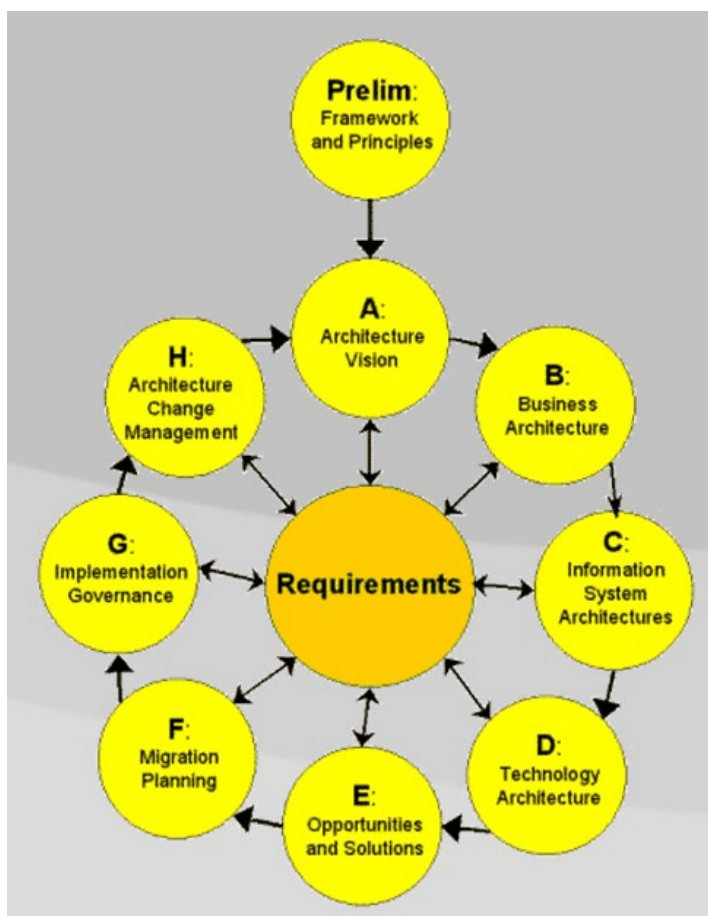 Prelim:
Framework
and Principles
A:
Architecture
Vision
B:
Business
Architecture
C:
Information
System
Architectures
D:
Technology
Architecture
E:
Opportunities
and Solutions
F:
Migration
Planning
G:
Implementation
Governance
H:
Architecture
Change
Management
Requirements